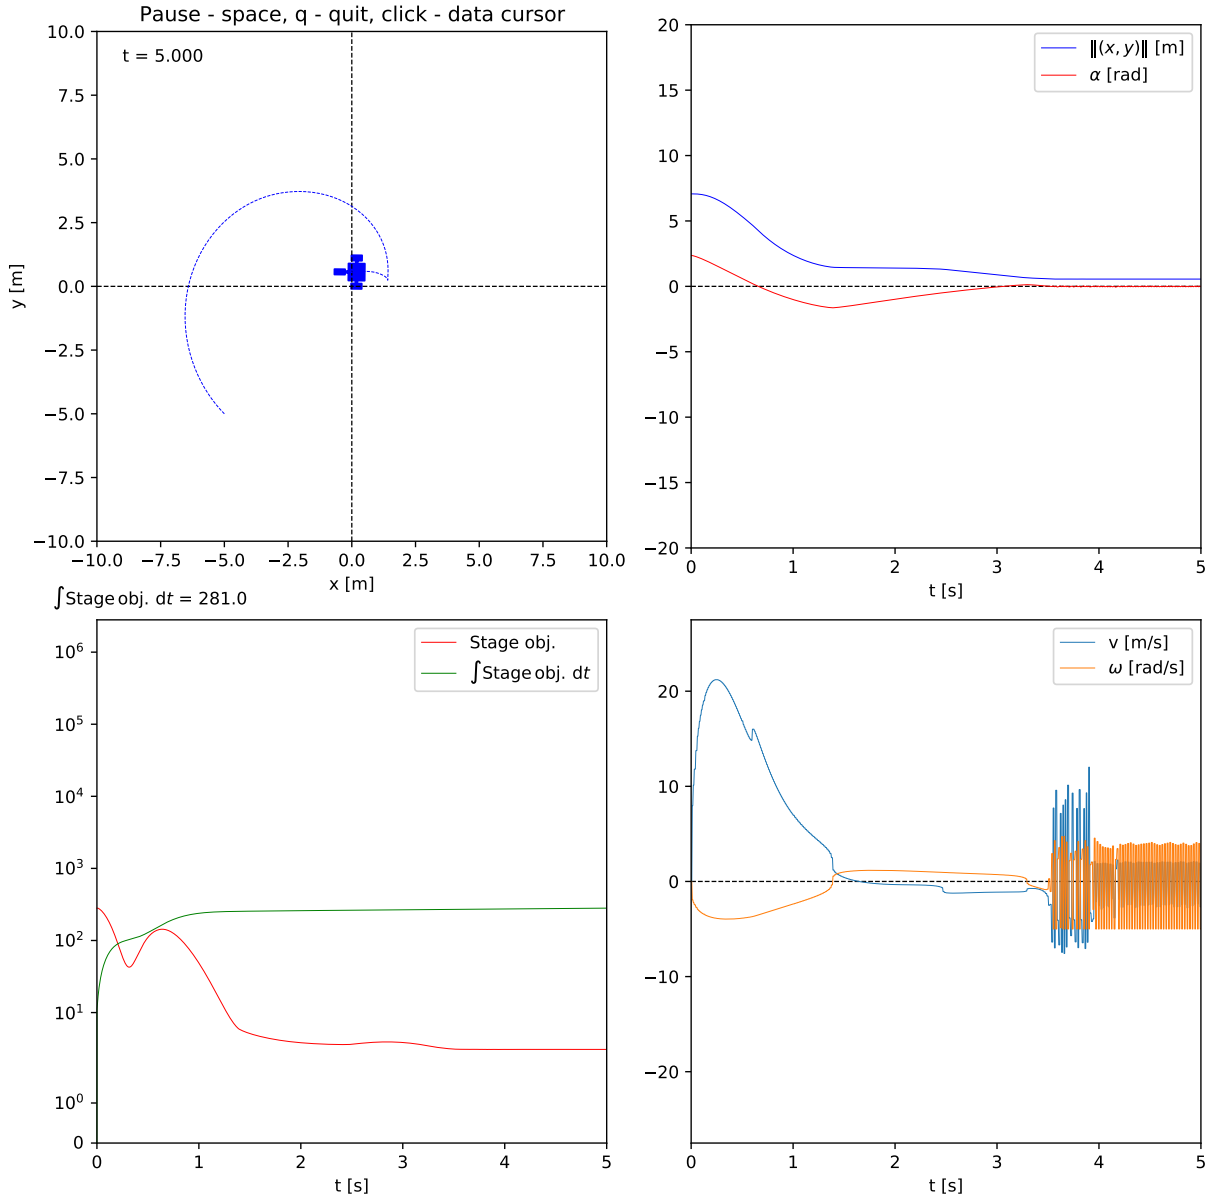 Pause - space, q - quit, click - data cursor
t = 5.000
10.0
7.5
5.0
2.5
0.0
−2.5
−5.0
−7.5
−10.0
y [m]
−10.0 −7.5 −5.0 −2.5 0.0 2.5 5.0 7.5 10.0
x [m]
‖(x, y)‖ [m]
α [rad]
20
15
10
5
0
−5
−10
−15
−20
0 1 2 3 4 5
t [s]
∫Stage obj. dt = 281.0
Stage obj.
∫Stage obj. dt
10⁶
10⁵
10⁴
10³
10²
10¹
10⁰
0
0 1 2 3 4 5
t [s]
v [m/s]
ω [rad/s]
20
10
0
−10
−20
0 1 2 3 4 5
t [s]